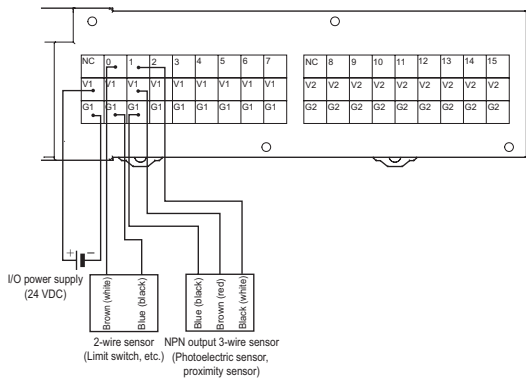 NC 0 1 2 3 4 5 6 7 NC 8 9 10 11 12 13 14 15
V1 V1 V1 V1 V1 V1 V1 V1 V1 V2 V2 V2 V2 V2 V2 V2 V2 V2
G1 G1 G1 G1 G1 G1 G1 G1 G1 G2 G2 G2 G2 G2 G2 G2 G2 G2
+ −
I/O power supply
(24 VDC)
Brown (white)
Blue (black)
Blue (black)
Brown (red)
Black (white)
2-wire sensor
(Limit switch, etc.)
NPN output 3-wire sensor
(Photoelectric sensor,
proximity sensor)